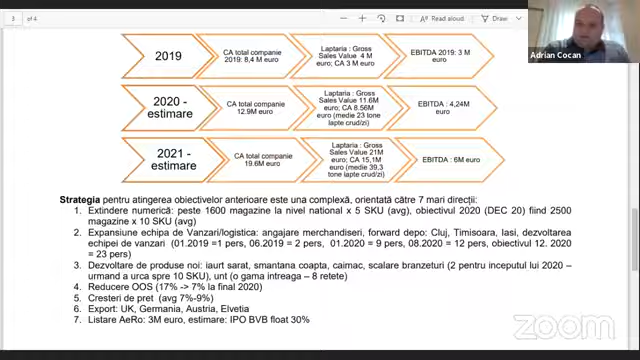 3 of 4
Read aloud
Draw
Adrian Cocan
2019
CA total companie
2019: 8,4 M euro
Laptaria : Gross
Sales Value 4 M
euro; CA 3 M euro
EBITDA 2019: 3 M
euro
2020 -
estimare
CA total companie
12.9M euro
Laptaria : Gross
Sales Value 11.6M
euro; CA 8.56M
euro (medie 23 tone
lapte crud/zi)
EBITDA : 4,24M
euro
2021 -
estimare
CA total companie
19.6M euro
Laptaria : Gross
Sales Value 21M
euro; CA 15,1M
euro (medie 39,3
tone lapte crud/zi)
EBITDA : 6M euro
Strategia pentru atingerea obiectivelor anterioare este una complexă, orientată către 7 mari direcții:
1. Extindere numerică: peste 1600 magazine la nivel national x 5 SKU (avg), obiectivul 2020 (DEC 20) fiind 2500
magazine x 10 SKU (avg)
2. Expansiune echipa de Vanzari/logistica: angajare merchandiseri, forward depo: Cluj, Timisoara, Iasi, dezvoltarea
echipei de vanzari (01.2019 =1 pers, 06.2019 = 2 pers, 01.2020 = 9 pers, 08.2020 = 12 pers, obiectivul 12. 2020
= 23 pers)
3. Dezvoltare de produse noi: iaurt sarat, smantana coapta, caimac, scalare branzeturi (2 pentru inceputul lui 2020 –
urmand a urca spre 10 SKU), unt (o gama intreaga – 8 retete)
4. Reducere OOS (17% -> 7% la final 2020)
5. Cresteri de pret (avg 7%-9%)
6. Export: UK, Germania, Austria, Elvetia
7. Listare AeRo: 3M euro, estimare: IPO BVB float 30%
zoom